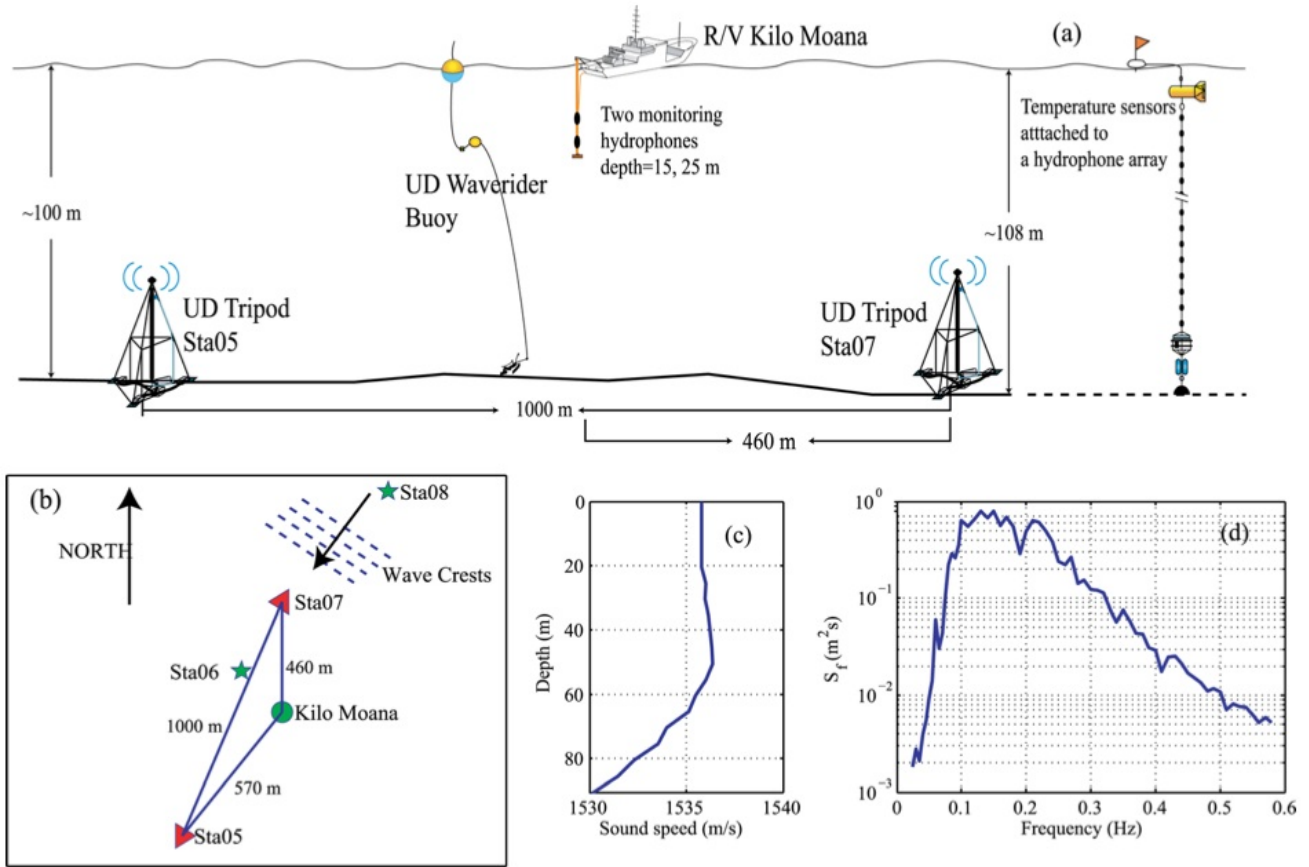 R/V Kilo Moana
(a)
Two monitoring
hydrophones
depth=15, 25 m
Temperature sensors
atttached to
a hydrophone array
UD Waverider
Buoy
~100 m
~108 m
UD Tripod
Sta05
UD Tripod
Sta07
1000 m
460 m
(b)
NORTH
Sta08
Wave Crests
Sta07
Sta06
460 m
Kilo Moana
1000 m
570 m
Sta05
(c)
0
20
40
60
80
Depth (m)
1530
1535
1540
Sound speed (m/s)
(d)
10^0
10^-1
10^-2
10^-3
S_f (m^2 s)
0
0.1
0.2
0.3
0.4
0.5
0.6
Frequency (Hz)